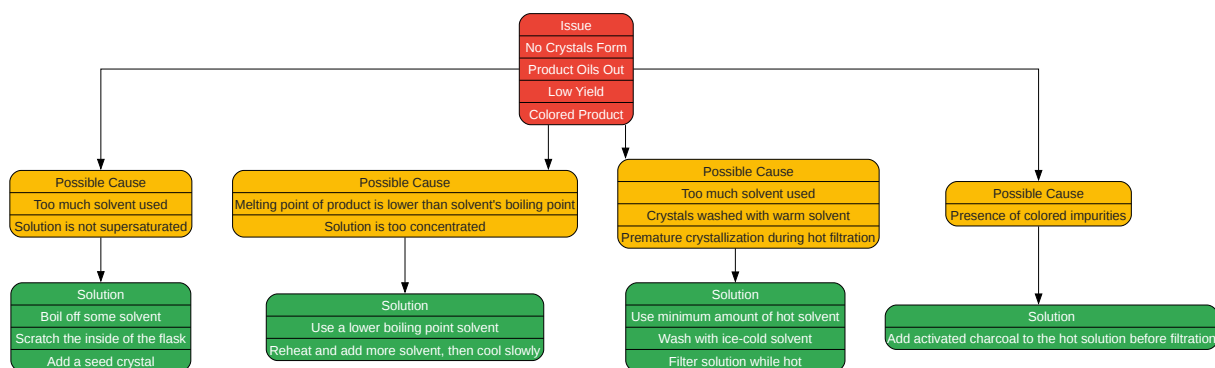 Issue
No Crystals Form
Product Oils Out
Low Yield
Colored Product
Possible Cause
Too much solvent used
Solution is not supersaturated
Possible Cause
Melting point of product is lower than solvent's boiling point
Solution is too concentrated
Possible Cause
Too much solvent used
Crystals washed with warm solvent
Premature crystallization during hot filtration
Possible Cause
Presence of colored impurities
Solution
Boil off some solvent
Scratch the inside of the flask
Add a seed crystal
Solution
Use a lower boiling point solvent
Reheat and add more solvent, then cool slowly
Solution
Use minimum amount of hot solvent
Wash with ice-cold solvent
Filter solution while hot
Solution
Add activated charcoal to the hot solution before filtration